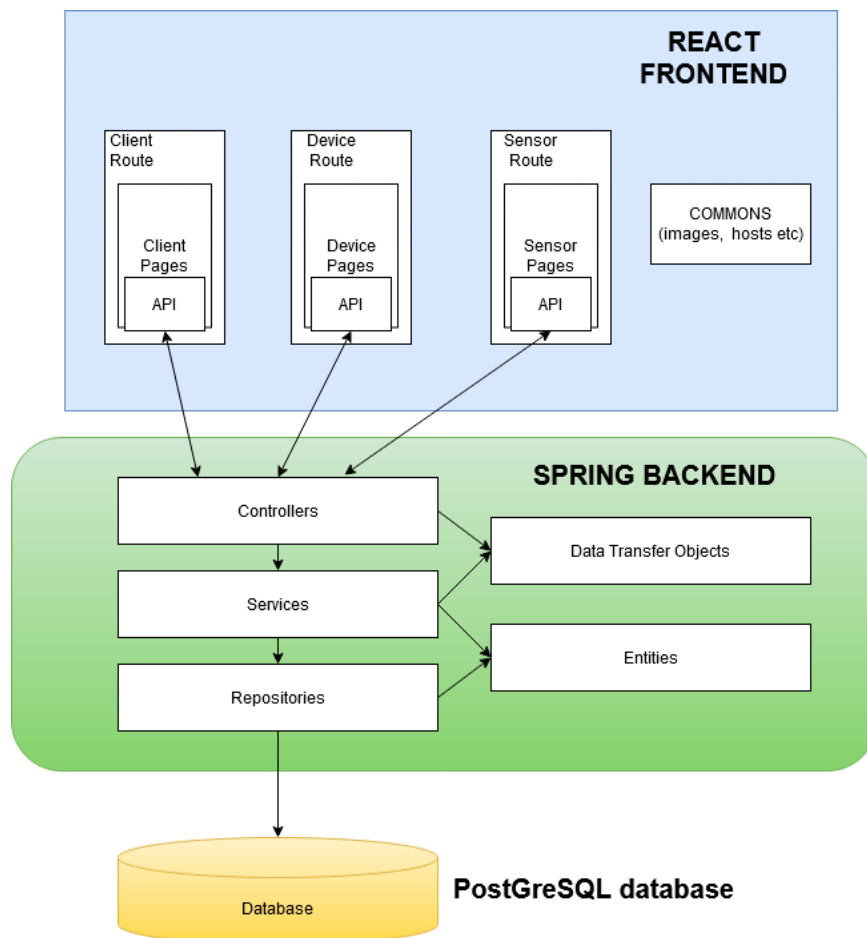 REACT
FRONTEND
Client
Route
Device
Route
Sensor
Route
Client
Pages
API
Device
Pages
API
Sensor
Pages
API
COMMONS
(images, hosts etc)
SPRING BACKEND
Controllers
Data Transfer Objects
Services
Entities
Repositories
PostGreSQL database
Database